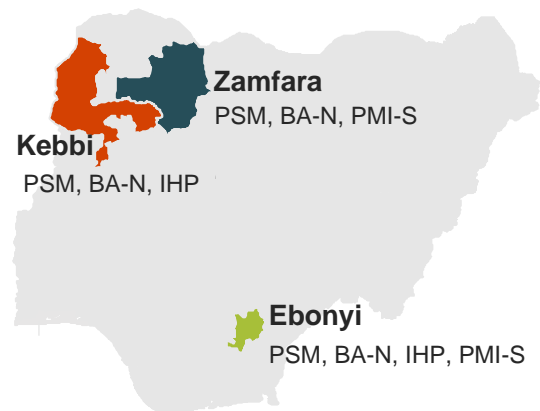 Zamfara
PSM, BA-N, PMI-S
Kebbi
PSM, BA-N, IHP
Ebonyi
PSM, BA-N, IHP, PMI-S